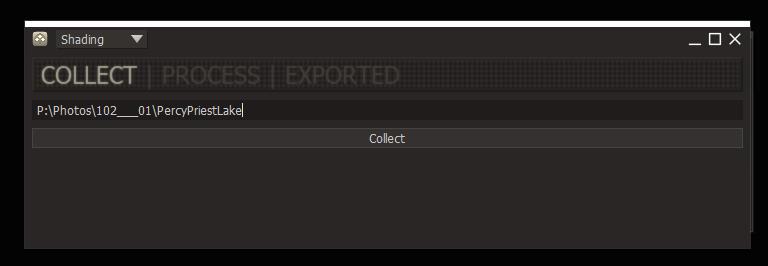 Shading
COLLECT | PROCESS | EXPORTED
P:\Photos\102___01\PercyPriestLake
Collect